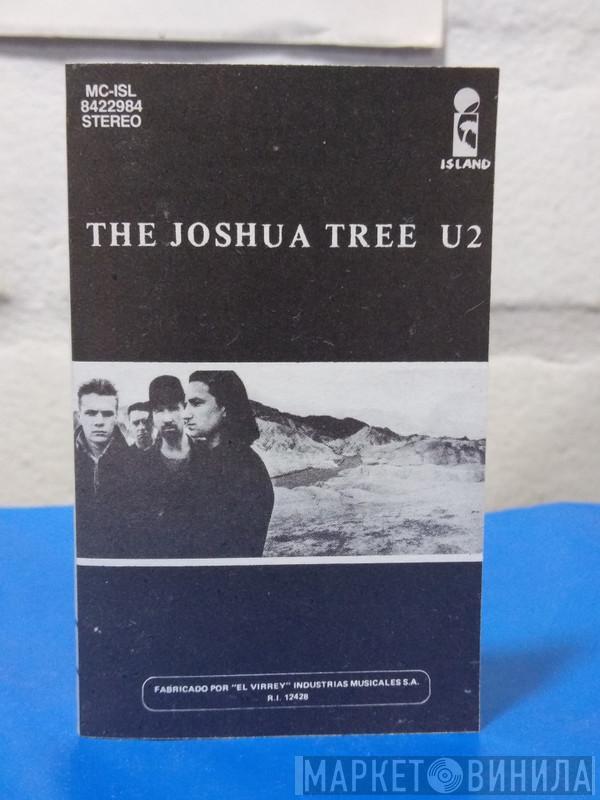 MC-ISL
8422984
STEREO
ISLAND
THE JOSHUA TREE U2
FABRICADO POR "EL VIRREY" INDUSTRIAS MUSICALES S.A.
R.I. 12428
МАРКЕТ ВИНИЛА